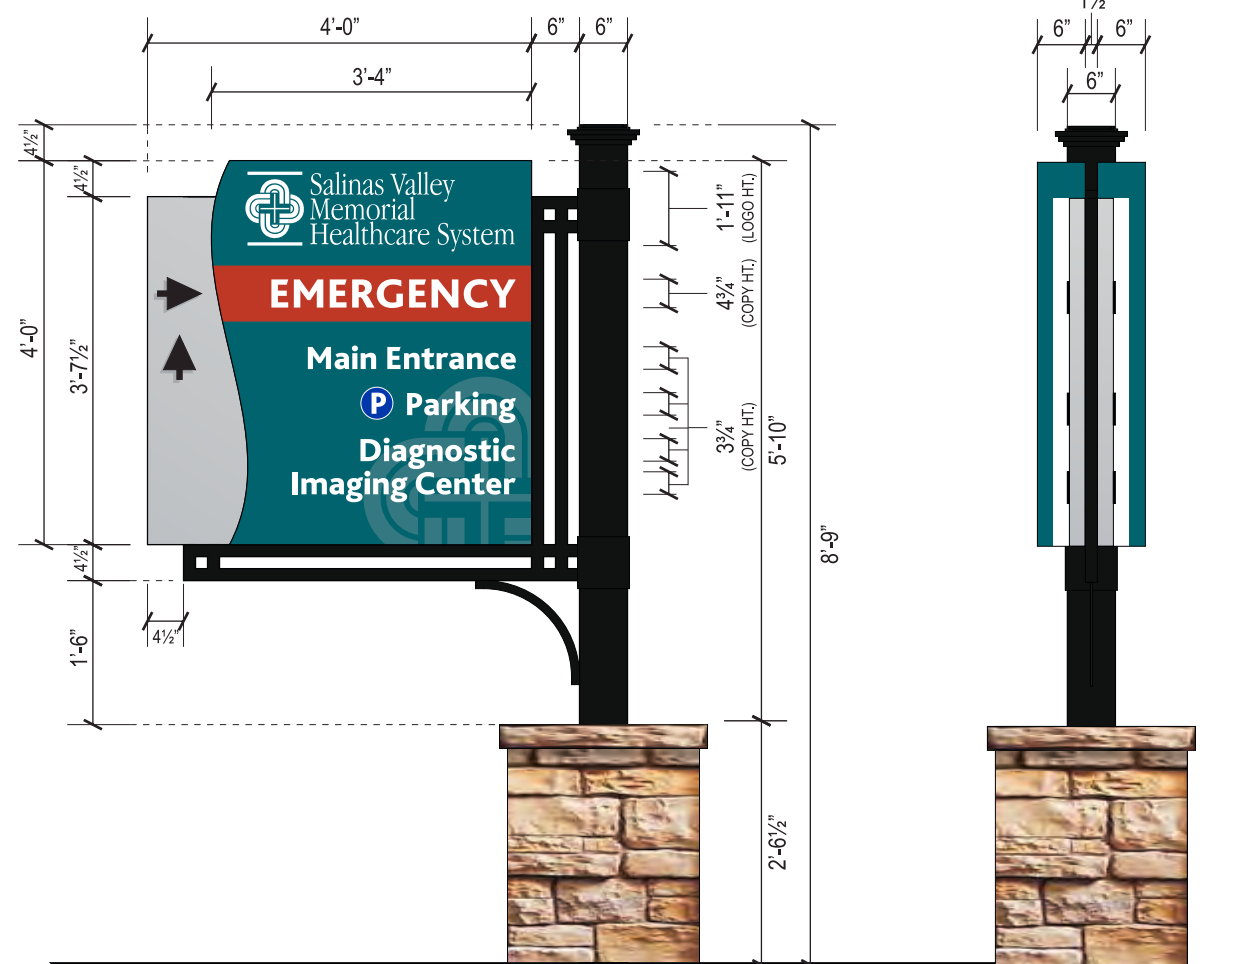 4’-0”
6”
6”
3’-4”
1½
6”
6”
6”
4½”
4½”
Salinas Valley
Memorial
Healthcare System
EMERGENCY
Main Entrance
P Parking
Diagnostic
Imaging Center
4’-0”
3’-7½”
4½”
4½”
1’-6”
1’-11”
(LOGO HT.)
4¾”
(COPY HT.)
3¾”
(COPY HT.)
5’-10”
8’-9”
2’-6½”